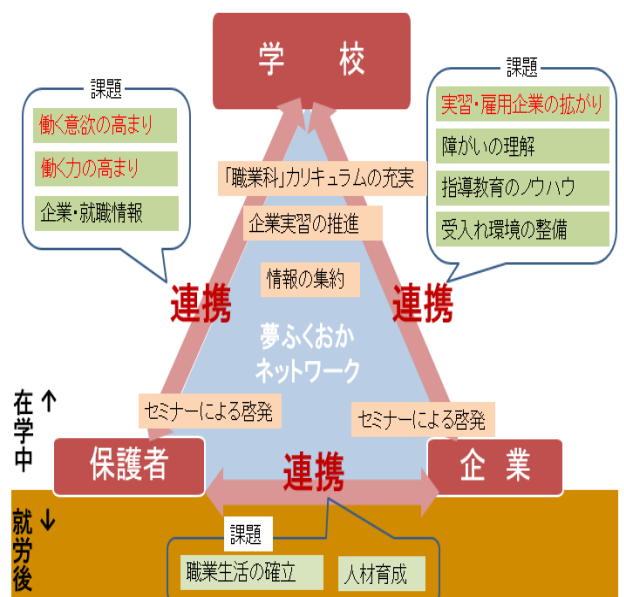 学 校
課題
働く意欲の高まり
働く力の高まり
企業・就職情報
課題
実習・雇用企業の拡がり
障がいの理解
指導教育のノウハウ
受入れ環境の整備
「職業科」カリキュラムの充実
企業実習の推進
情報の集約
連携
連携
夢ふくおか
ネットワーク
セミナーによる啓発
セミナーによる啓発
在学中 ↑
保護者
連携
企 業
就労後 ↓
課題
職業生活の確立
人材育成